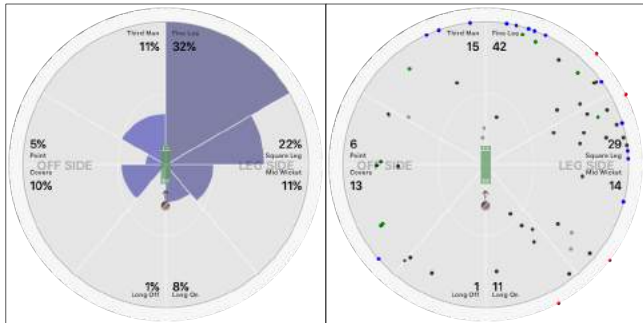 Third Man Fine Leg
11% 32%
5%
Point
OFF SIDE
Covers
10%
22%
Square Leg
LEG SIDE
Mid Wicket
11%
1% 8%
Long Off Long On
Third Man Fine Leg
15 42
6
Point
OFF SIDE
Covers
13
29
Square Leg
LEG SIDE
Mid Wicket
14
1 11
Long Off Long On